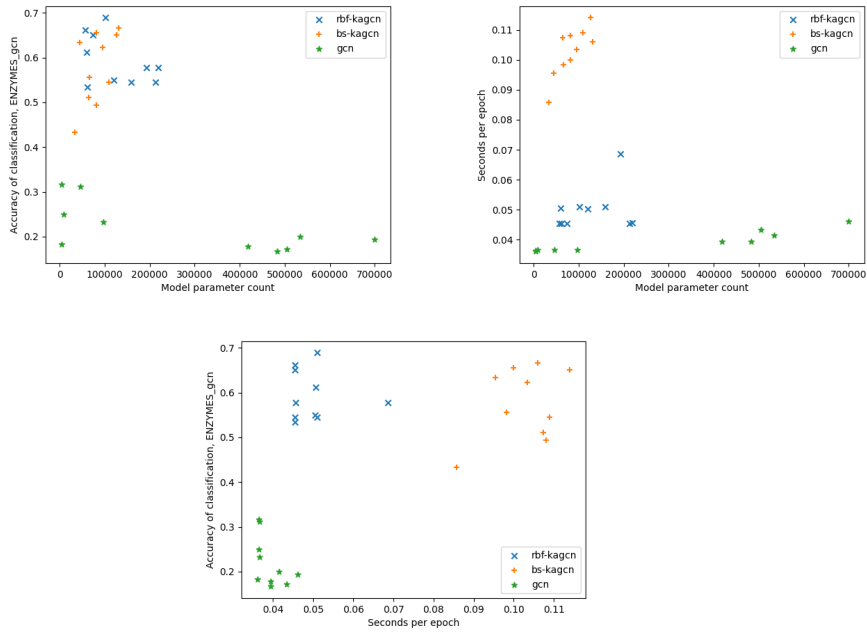 Accuracy of classification, ENZYMES_gcn
0.7
0.6
0.5
0.4
0.3
0.2
rbf-kagcn
bs-kagcn
gcn
0 100000 200000 300000 400000 500000 600000 700000
Model parameter count
Seconds per epoch
0.11
0.10
0.09
0.08
0.07
0.06
0.05
0.04
rbf-kagcn
bs-kagcn
gcn
0 100000 200000 300000 400000 500000 600000 700000
Model parameter count
Accuracy of classification, ENZYMES_gcn
0.7
0.6
0.5
0.4
0.3
0.2
rbf-kagcn
bs-kagcn
gcn
0.04 0.05 0.06 0.07 0.08 0.09 0.10 0.11
Seconds per epoch